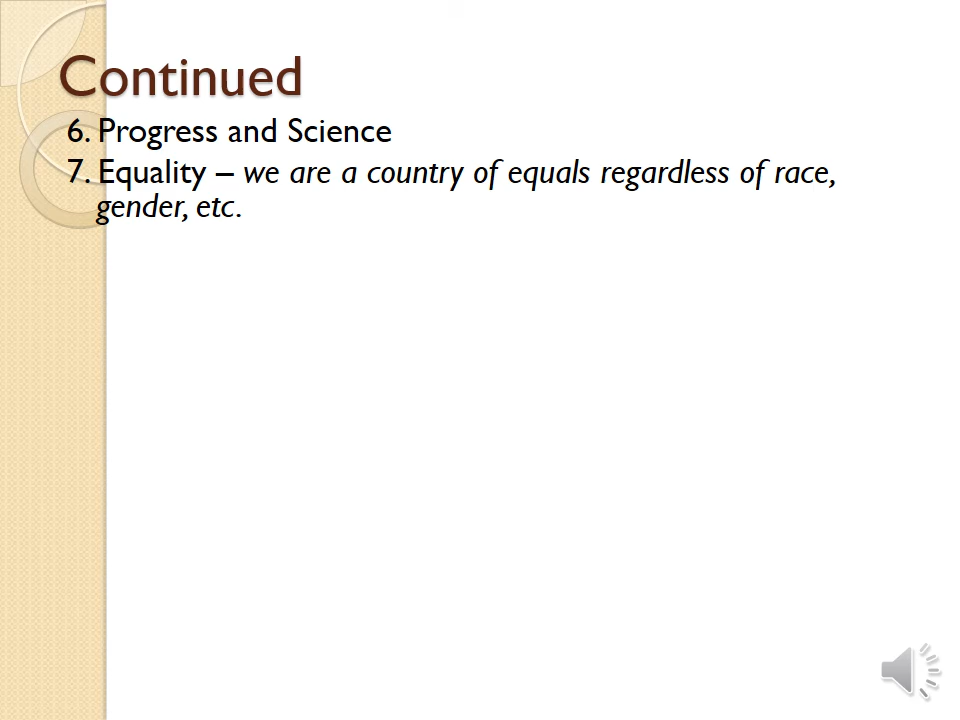 Continued
6. Progress and Science
7. Equality – we are a country of equals regardless of race,
gender, etc.